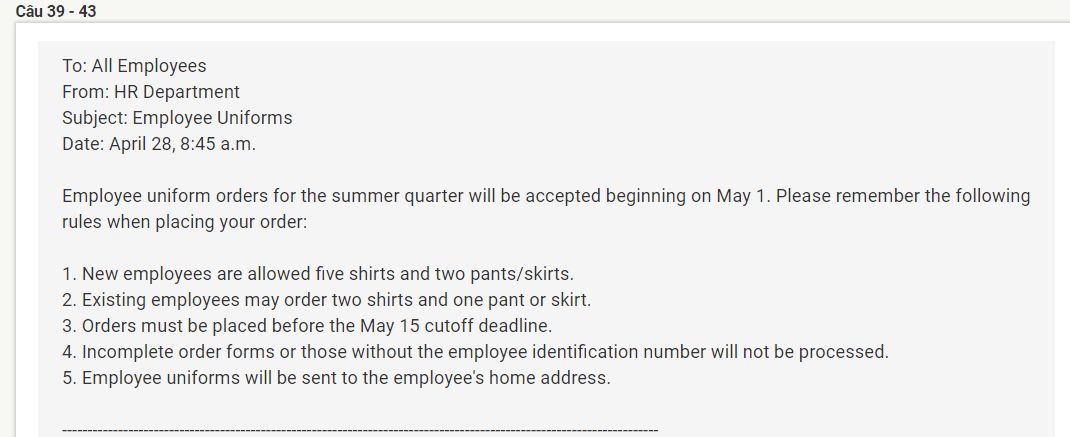 Câu 39 - 43
To: All Employees
From: HR Department
Subject: Employee Uniforms
Date: April 28, 8:45 a.m.
Employee uniform orders for the summer quarter will be accepted beginning on May 1. Please remember the following
rules when placing your order:
1. New employees are allowed five shirts and two pants/skirts.
2. Existing employees may order two shirts and one pant or skirt.
3. Orders must be placed before the May 15 cutoff deadline.
4. Incomplete order forms or those without the employee identification number will not be processed.
5. Employee uniforms will be sent to the employee's home address.